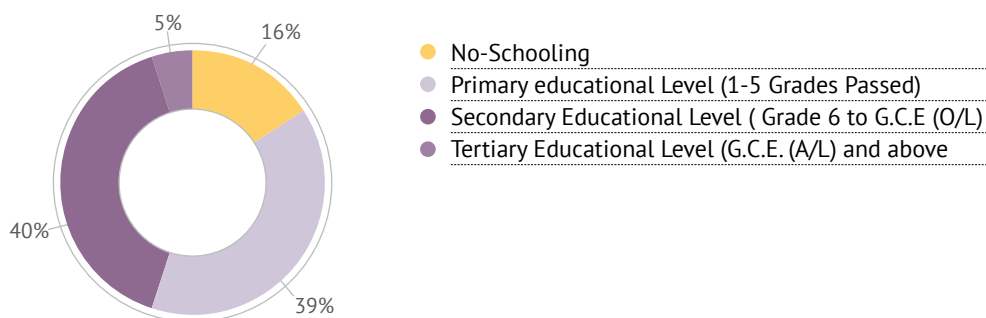 5%
16%
No-Schooling
Primary educational Level (1-5 Grades Passed)
Secondary Educational Level ( Grade 6 to G.C.E (O/L)
Tertiary Educational Level (G.C.E. (A/L) and above
40%
39%